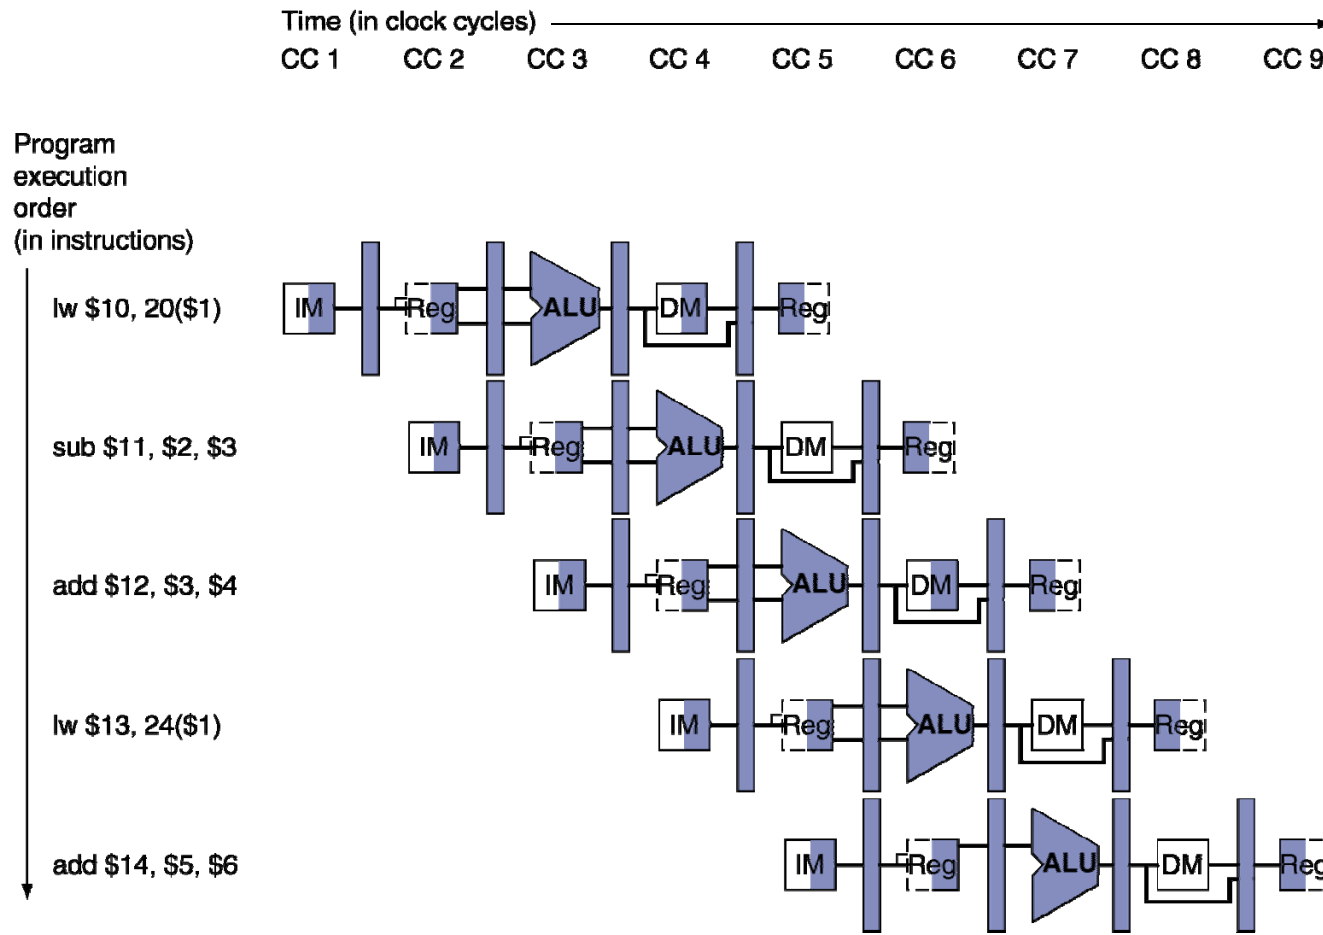 Time (in clock cycles)
CC 1 CC 2 CC 3 CC 4 CC 5 CC 6 CC 7 CC 8 CC 9
Program
execution
order
(in instructions)
lw $10, 20($1) IM Reg ALU DM Reg
sub $11, $2, $3 IM Reg ALU DM Reg
add $12, $3, $4 IM Reg ALU DM Reg
lw $13, 24($1) IM Reg ALU DM Reg
add $14, $5, $6 IM Reg ALU DM Reg